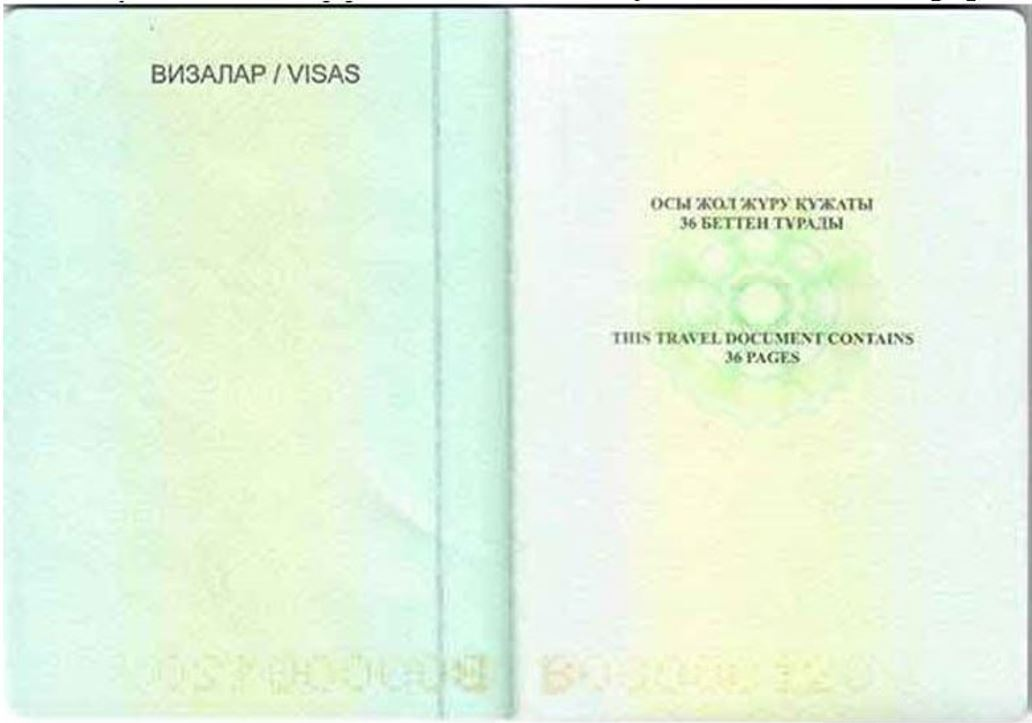 ВИЗАЛАР / VISAS
ОСЫ ЖОЛ ЖҮРУ ҚҰЖАТЫ
36 БЕТТЕН ТҰРАДЫ
THIS TRAVEL DOCUMENT CONTAINS
36 PAGES